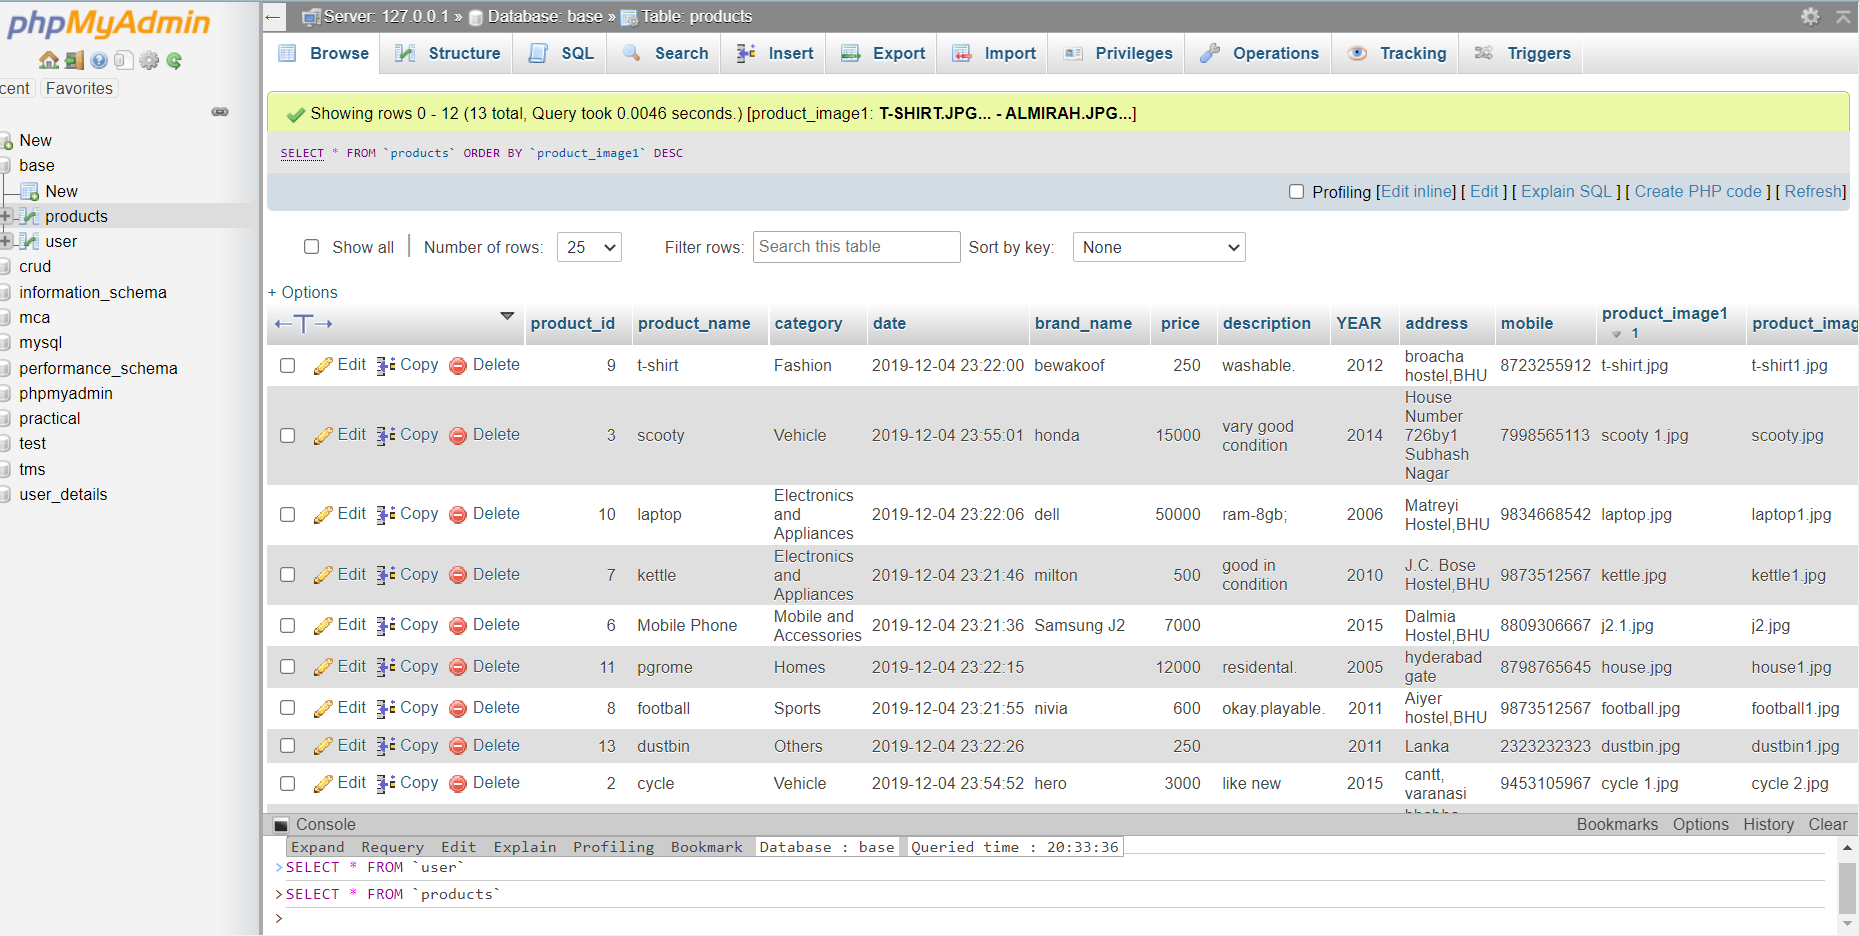 phpMyAdmin
cent Favorites
New
base
New
products
user
crud
information_schema
mca
mysql
performance_schema
phpmyadmin
practical
test
tms
user_details
Server: 127.0.0.1 » Database: base » Table: products
Browse Structure SQL Search Insert Export Import Privileges Operations Tracking Triggers
Showing rows 0 - 12 (13 total, Query took 0.0046 seconds.) [product_image1: T-SHIRT.JPG... - ALMIRAH.JPG...]
SELECT * FROM `products` ORDER BY `product_image1` DESC
Profiling [Edit inline] [ Edit ] [ Explain SQL ] [ Create PHP code ] [ Refresh]
Show all | Number of rows: 25 Filter rows: Search this table Sort by key: None
+ Options
←T→ product_id product_name category date brand_name price description YEAR address mobile product_image1 1 product_imag
Edit Copy Delete 9 t-shirt Fashion 2019-12-04 23:22:00 bewakoof 250 washable. 2012 broacha hostel,BHU 8723255912 t-shirt.jpg t-shirt1.jpg
Edit Copy Delete 3 scooty Vehicle 2019-12-04 23:55:01 honda 15000 vary good condition 2014 House Number 726by1 Subhash Nagar 7998565113 scooty 1.jpg scooty.jpg
Edit Copy Delete 10 laptop Electronics and Appliances 2019-12-04 23:22:06 dell 50000 ram-8gb; 2006 Matreyi Hostel,BHU 9834668542 laptop.jpg laptop1.jpg
Edit Copy Delete 7 kettle Electronics and Appliances 2019-12-04 23:21:46 milton 500 good in condition 2010 J.C. Bose Hostel,BHU 9873512567 kettle.jpg kettle1.jpg
Edit Copy Delete 6 Mobile Phone Mobile and Accessories 2019-12-04 23:21:36 Samsung J2 7000 2015 Dalmia Hostel,BHU 8809306667 j2.1.jpg j2.jpg
Edit Copy Delete 11 pgrome Homes 2019-12-04 23:22:15 12000 residental. 2005 hyderabad gate 8798765645 house.jpg house1.jpg
Edit Copy Delete 8 football Sports 2019-12-04 23:21:55 nivia 600 okay.playable. 2011 Aiyer hostel,BHU 9873512567 football.jpg football1.jpg
Edit Copy Delete 13 dustbin Others 2019-12-04 23:22:26 250 2011 Lanka 2323232323 dustbin.jpg dustbin1.jpg
Edit Copy Delete 2 cycle Vehicle 2019-12-04 23:54:52 hero 3000 like new 2015 cantt, varanasi 9453105967 cycle 1.jpg cycle 2.jpg
Console Bookmarks Options History Clear
Expand Requery Edit Explain Profiling Bookmark Database : base Queried time : 20:33:36
>SELECT * FROM `user`
>SELECT * FROM `products`
>